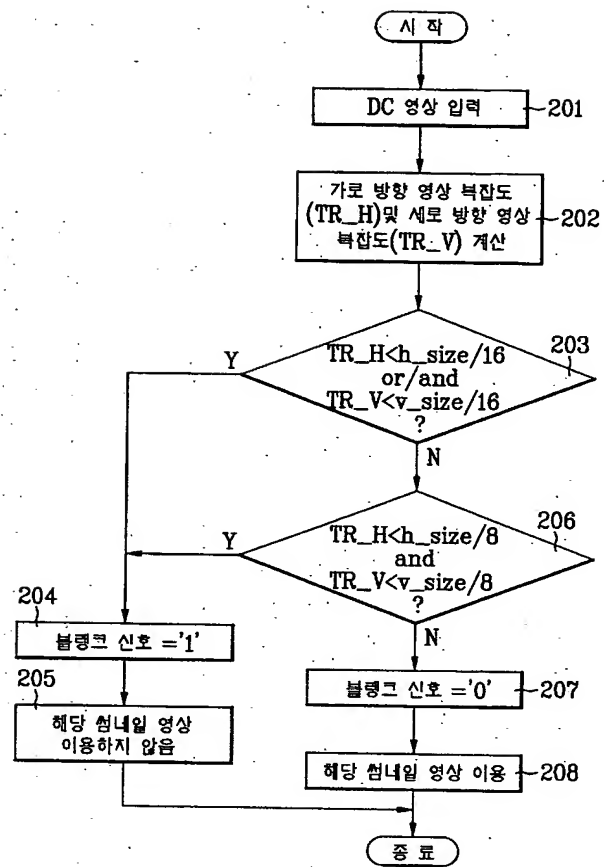 시 작
DC 영상 입력
201
가로 방향 영상 복잡도
(TR_H)및 세로 방향 영상
복잡도(TR_V) 계산
202
203
TR_H<h_size/16
or/and
TR_V<v_size/16
?
Y
N
206
TR_H<h_size/8
and
TR_V<v_size/8
?
Y
N
204
블랭크 신호 ='1'
205
해당 썸네일 영상
이용하지 않음
블랭크 신호 ='0'
207
해당 썸네일 영상 이용
208
종 료